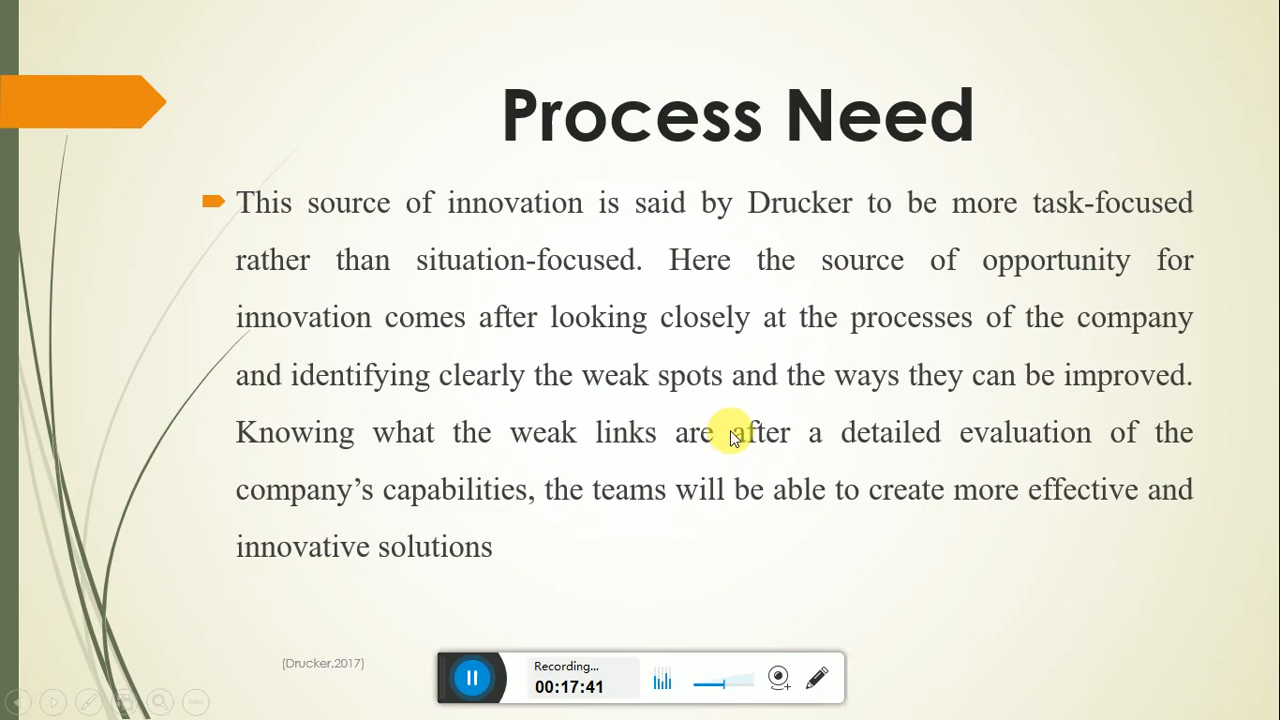 Process Need
This source of innovation is said by Drucker to be more task-focused
rather than situation-focused. Here the source of opportunity for
innovation comes after looking closely at the processes of the company
and identifying clearly the weak spots and the ways they can be improved.
Knowing what the weak links are after a detailed evaluation of the
company’s capabilities, the teams will be able to create more effective and
innovative solutions
(Drucker,2017)
Recording...
00:17:41